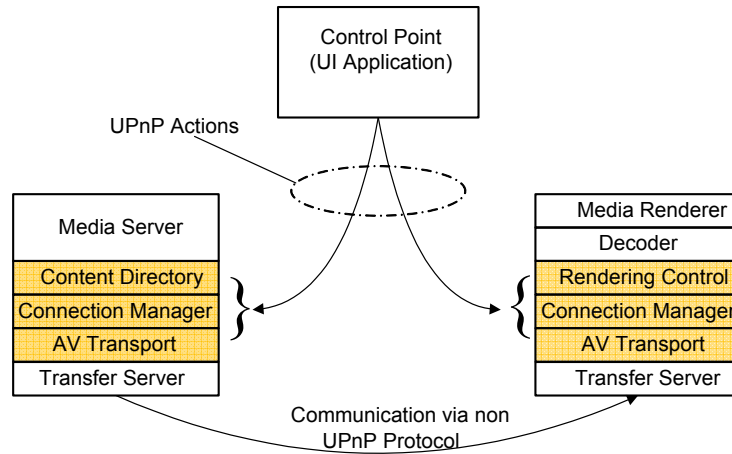 Control Point
(UI Application)
UPnP Actions
Media Server
Content Directory
Connection Manager
AV Transport
Transfer Server
Media Renderer
Decoder
Rendering Control
Connection Manager
AV Transport
Transfer Server
Communication via non
UPnP Protocol